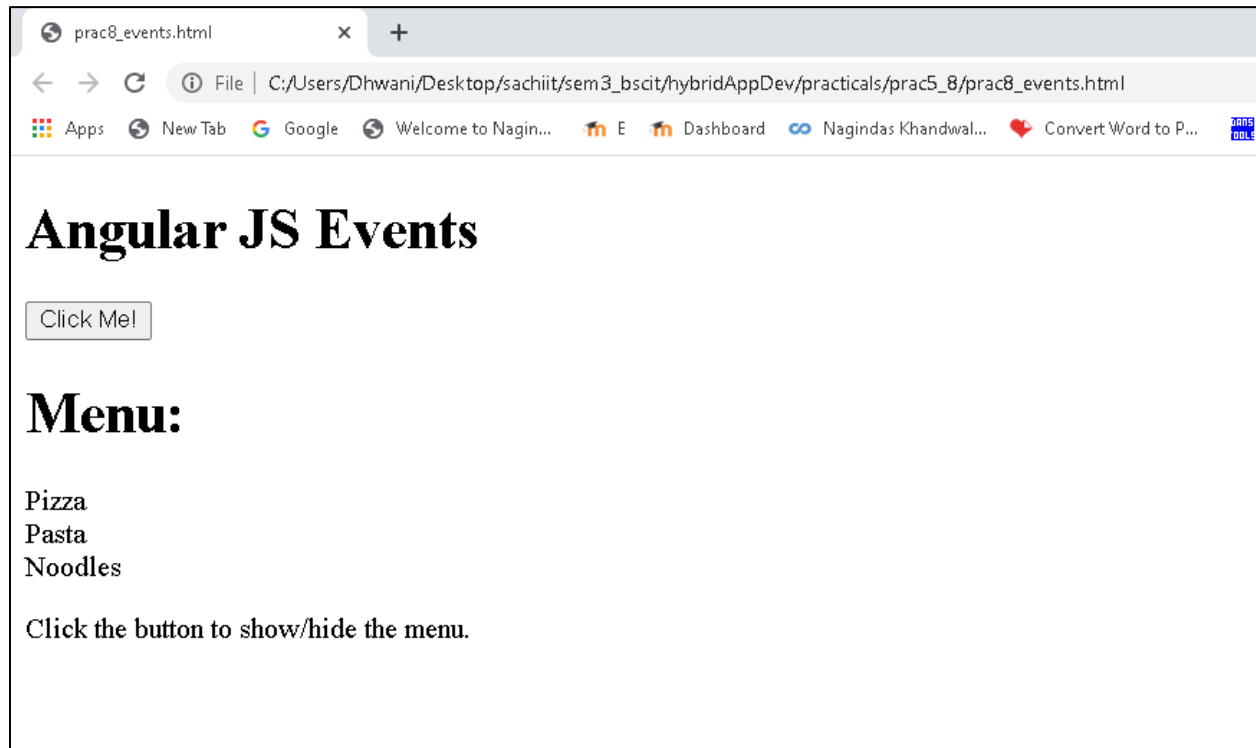 prac8_events.html
File | C:/Users/Dhwani/Desktop/sachiit/sem3_bscit/hybridAppDev/practicals/prac5_8/prac8_events.html
Apps New Tab G Google Welcome to Nagin... E Dashboard Nagindas Khandwal... Convert Word to P... DANS TOOLS
Angular JS Events
Click Me!
Menu:
Pizza
Pasta
Noodles
Click the button to show/hide the menu.